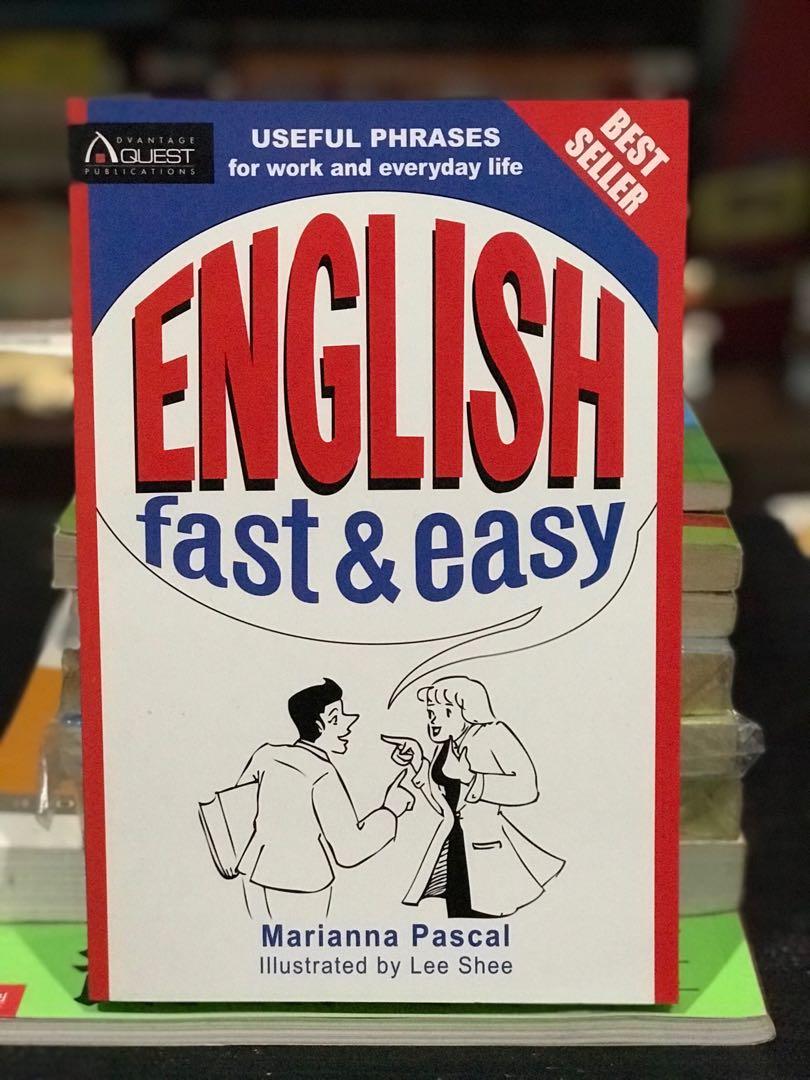 ADVANTAGE
QUEST
PUBLICATIONS
USEFUL PHRASES
for work and everyday life
BEST
SELLER
ENGLISH
fast & easy
Marianna Pascal
Illustrated by Lee Shee